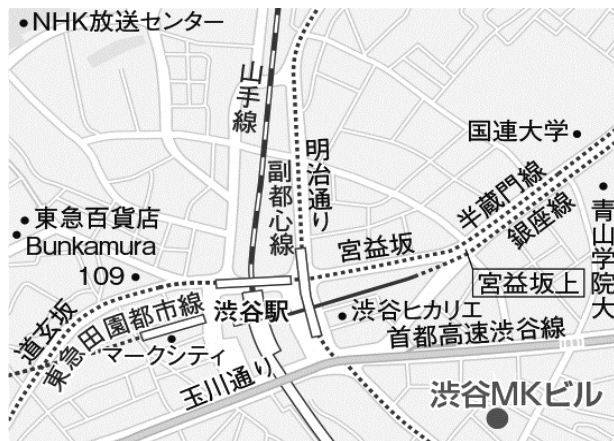 NHK放送センター
山手線
明治通り
副都心線
国連大学
半蔵門線
銀座線
青山学院大
東急百貨店
Bunkamura
109
宮益坂
宮益坂上
道玄坂
東急田園都市線
渋谷駅
渋谷ヒカリエ
マークシティ
首都高速渋谷線
玉川通り
渋谷MKビル